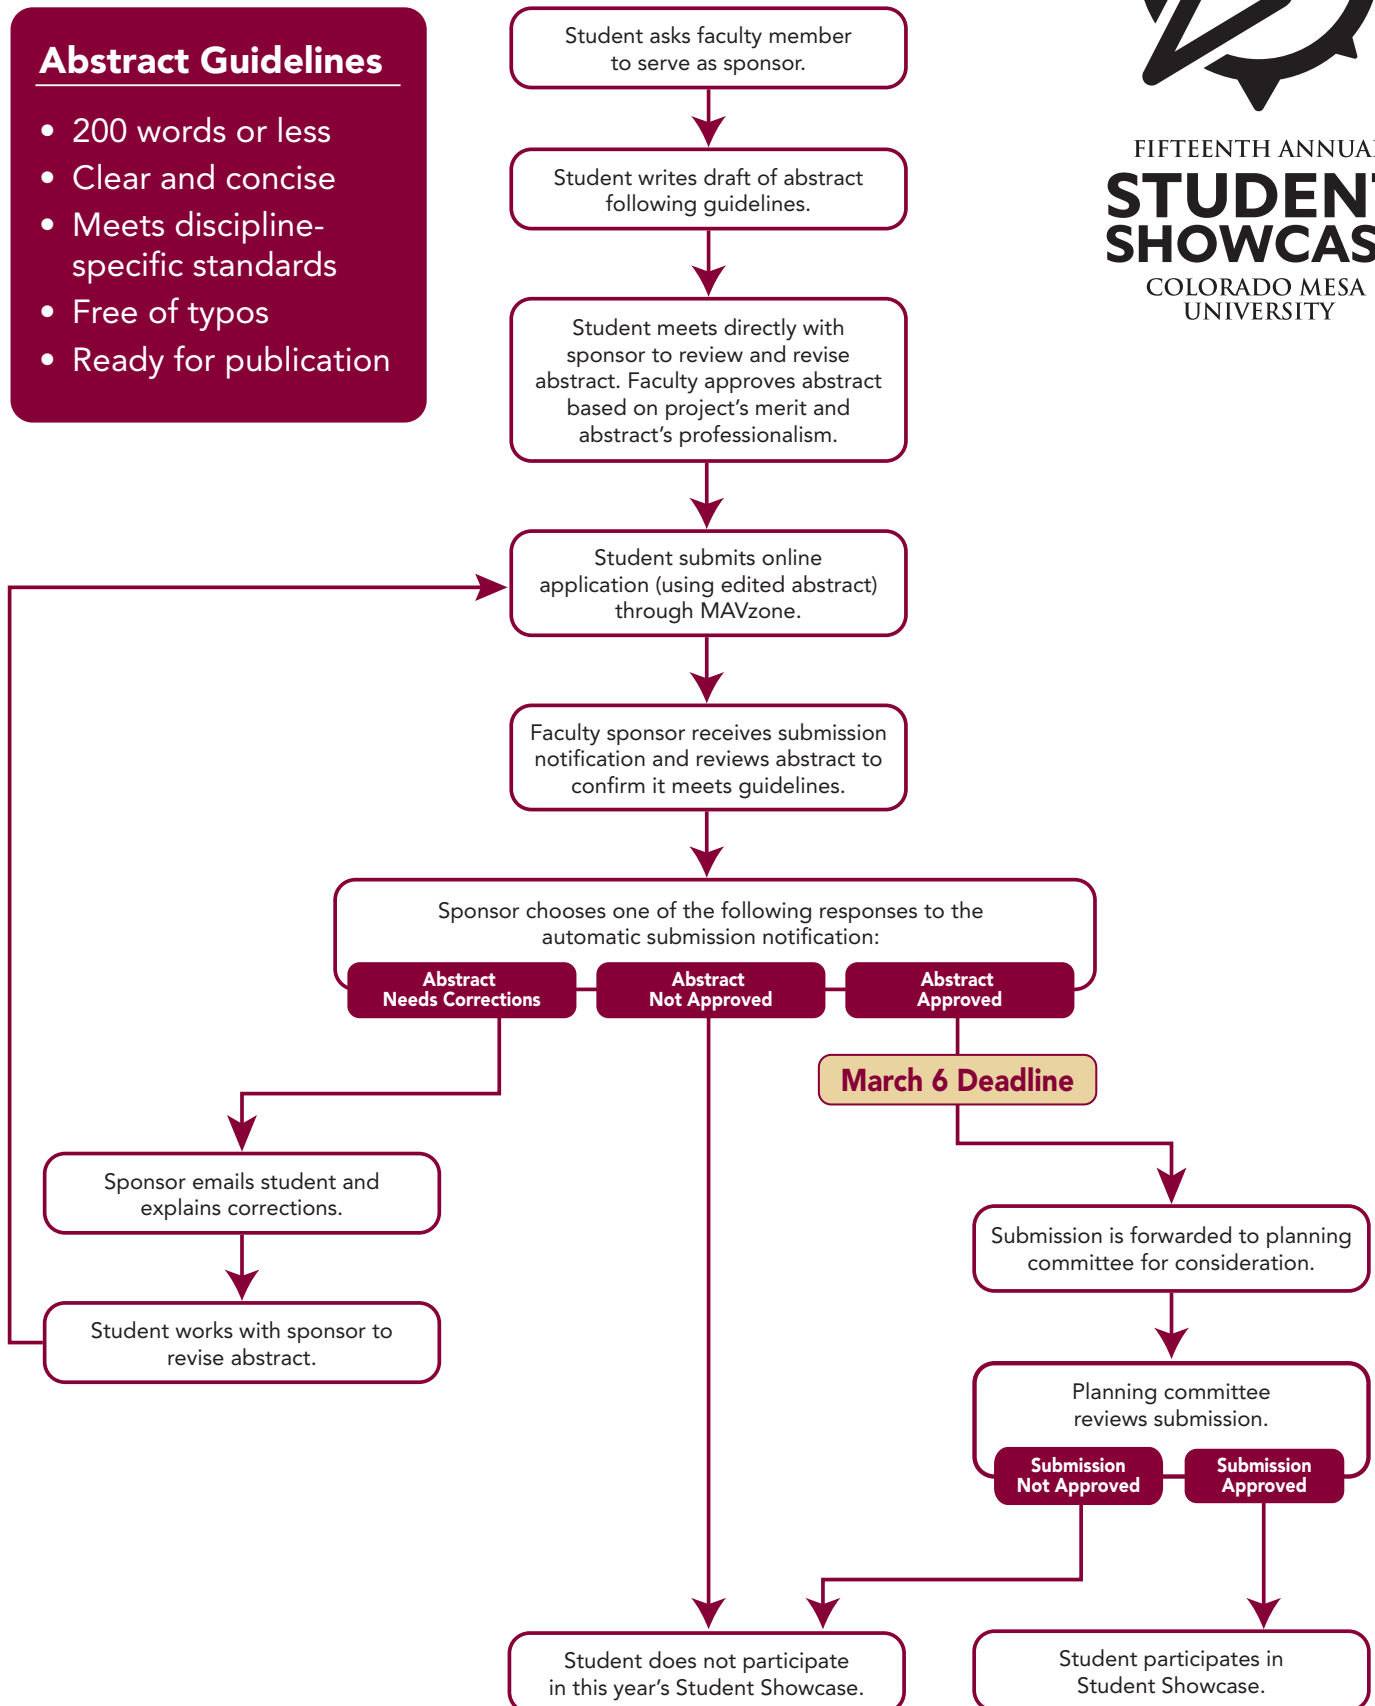 Abstract Guidelines
• 200 words or less
• Clear and concise
• Meets discipline-
specific standards
• Free of typos
• Ready for publication
Student asks faculty member
to serve as sponsor.
FIFTEENTH ANNUAL
STUDENT
SHOWCAS
COLORADO MESA
UNIVERSITY
Student writes draft of abstract
following guidelines.
Student meets directly with
sponsor to review and revise
abstract. Faculty approves abstract
based on project's merit and
abstract's professionalism.
Student submits online
application (using edited abstract)
through MAVzone.
Faculty sponsor receives submission
notification and reviews abstract to
confirm it meets guidelines.
Sponsor chooses one of the following responses to the
automatic submission notification:
Abstract
Needs Corrections
Abstract
Not Approved
Abstract
Approved
March 6 Deadline
Sponsor emails student and
explains corrections.
Student works with sponsor to
revise abstract.
Submission is forwarded to planning
committee for consideration.
Planning committee
reviews submission.
Submission
Not Approved
Submission
Approved
Student does not participate
in this year's Student Showcase.
Student participates in
Student Showcase.